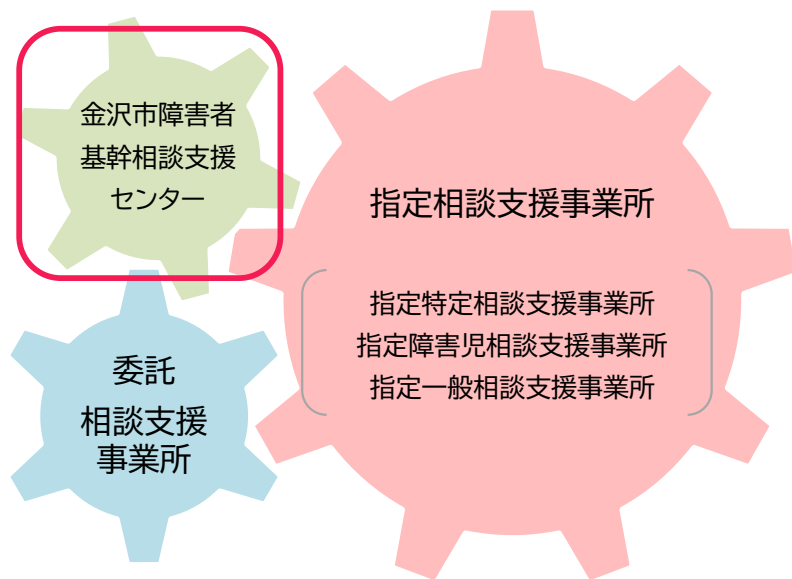 金沢市障害者
基幹相談支援
センター
指定相談支援事業所
指定特定相談支援事業所
指定障害児相談支援事業所
指定一般相談支援事業所
委託
相談支援
事業所